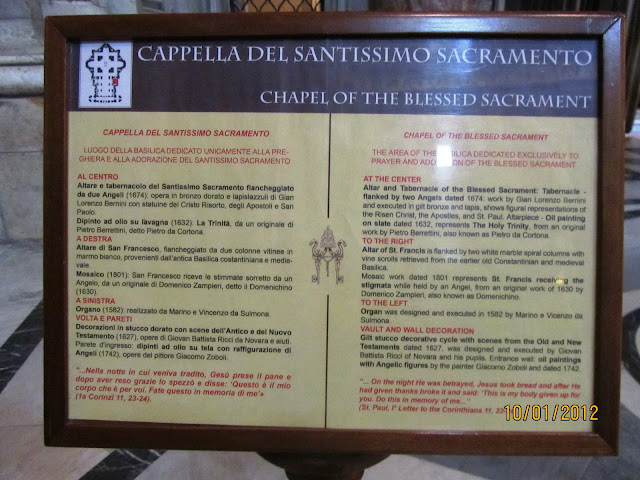 CAPPELLA DEL SANTISSIMO SACRAMENTO
CHAPEL OF THE BLESSED SACRAMENT
CAPPELLA DEL SANTISSIMO SACRAMENTO
LUOGO DELLA BASILICA DEDICATO UNICAMENTE ALLA PRE-
GHIERA E ALLA ADORAZIONE DEL SANTISSIMO SACRAMENTO
AL CENTRO
Altare e tabernacolo del Santissimo Sacramento fiancheggiato
da due Angeli (1674): opera in bronzo dorato e lapislazzuli di Gian
Lorenzo Bernini con statuine del Cristo Risorto, degli Apostoli e San
Paolo.
Dipinto ad olio su lavagna (1632): La Trinità, da un originale di
Pietro Berrettini, detto Pietro da Cortona.
A DESTRA
Altare di San Francesco, fiancheggiato da due colonne vitinee in
marmo bianco, provenienti dall'antica Basilica costantiniana e medie-
vale.
Mosaico (1801): San Francesco riceve le stimmate sorretto da un
Angelo, da un originale di Domenico Zampieri, detto il Domenichino
(1630).
A SINISTRA
Organo (1582): realizzato da Marino e Vincenzo da Sulmona.
VOLTA E PARETI
Decorazioni in stucco dorato con scene dell'Antico e del Nuovo
Testamento (1627), opera di Giovan Battista Ricci da Novara e aiuti.
Parete d'ingresso: dipinti ad olio su tela con raffigurazione di
Angeli (1742), opere del pittore Giacomo Zoboli.
"...Nella notte in cui veniva tradito, Gesù prese il pane e
dopo aver reso grazie lo spezzò e disse: 'Questo è il mio
corpo che è per voi. Fate questo in memoria di me'»
(1a Corinzi 11, 23-24).
CHAPEL OF THE BLESSED SACRAMENT
THE AREA OF THE BASILICA DEDICATED EXCLUSIVELY TO
PRAYER AND ADORATION OF THE BLESSED SACRAMENT
AT THE CENTER
Altar and Tabernacle of the Blessed Sacrament: Tabernacle -
flanked by two Angels dated 1674: work by Gian Lorenzo Bernini
and executed in gilt bronze and lapis, shows figural representations of
the Risen Christ, the Apostles, and St. Paul. Altarpiece - Oil painting
on slate dated 1632, represents The Holy Trinity, from an original
work by Pietro Berrettini, also known as Pietro da Cortona.
TO THE RIGHT
Altar of St. Francis is flanked by two white marble spiral columns with
vine scrolls retrieved from the earlier old Constantinian and medieval
Basilica.
Mosaic work dated 1801 represents St. Francis receiving the
stigmata while held by an Angel, from an original work of 1630 by
Domenico Zampieri, also known as Domenichino.
TO THE LEFT
Organ was designed and executed in 1582 by Marino e Vicenzo da
Sulmona.
VAULT AND WALL DECORATION
Gilt stucco decorative cycle with scenes from the Old and New
Testaments dated 1627, was designed and executed by Giovan
Battista Ricci of Novara and his pupils. Entrance wall: oil paintings
with Angelic figures by the painter Giacomo Zoboli and dated 1742.
"... On the night He was betrayed, Jesus took bread and after He
had given thanks broke it and said: 'This is my body given up for
you. Do this in memory of me..."
(St. Paul, I° Letter to the Corinthians 11, 23
10/01/2012